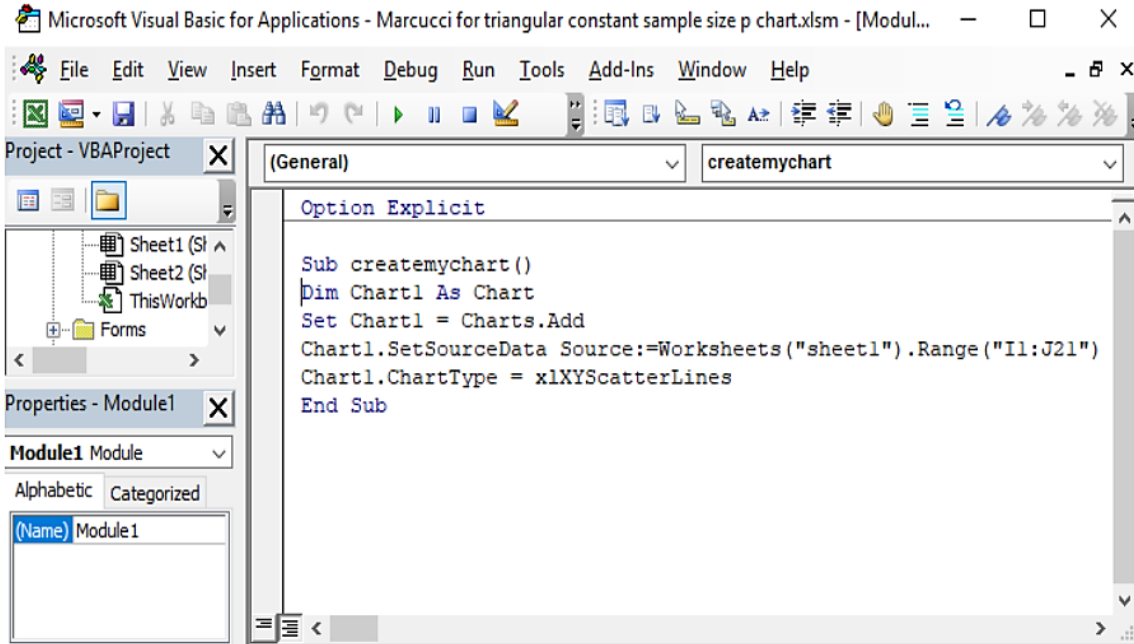 Microsoft Visual Basic for Applications - Marcucci for triangular constant sample size p chart.xlsm - [Modul...
File Edit View Insert Format Debug Run Tools Add-Ins Window Help
Project - VBAProject
(General)
createmychart
Sheet1 (Sh
Sheet2 (Sh
ThisWorkb
Forms
Option Explicit
Sub createmychart()
Dim Chart1 As Chart
Set Chart1 = Charts.Add
Chart1.SetSourceData Source:=Worksheets("sheet1").Range("I1:J21")
Chart1.ChartType = xlXYScatterLines
End Sub
Properties - Module1
Module1 Module
Alphabetic Categorized
(Name) Module1